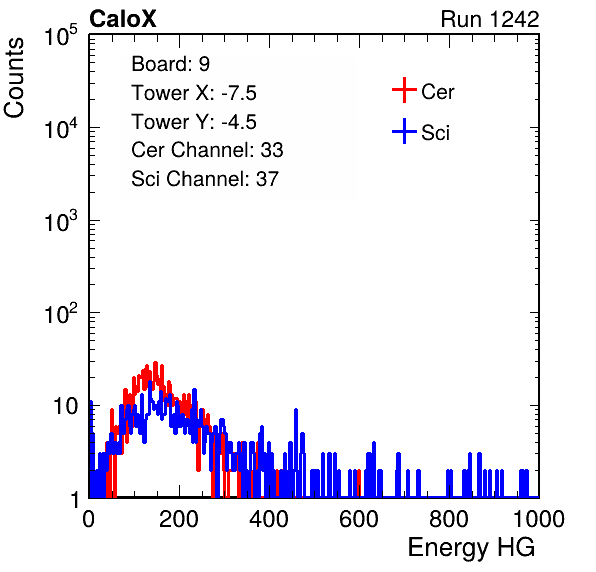 CaloX Run 1242
Board: 9
Tower X: -7.5
Tower Y: -4.5
Cer Channel: 33
Sci Channel: 37
Cer
Sci
Counts
10^5
10^4
10^3
10^2
10
1
0 200 400 600 800 1000
Energy HG